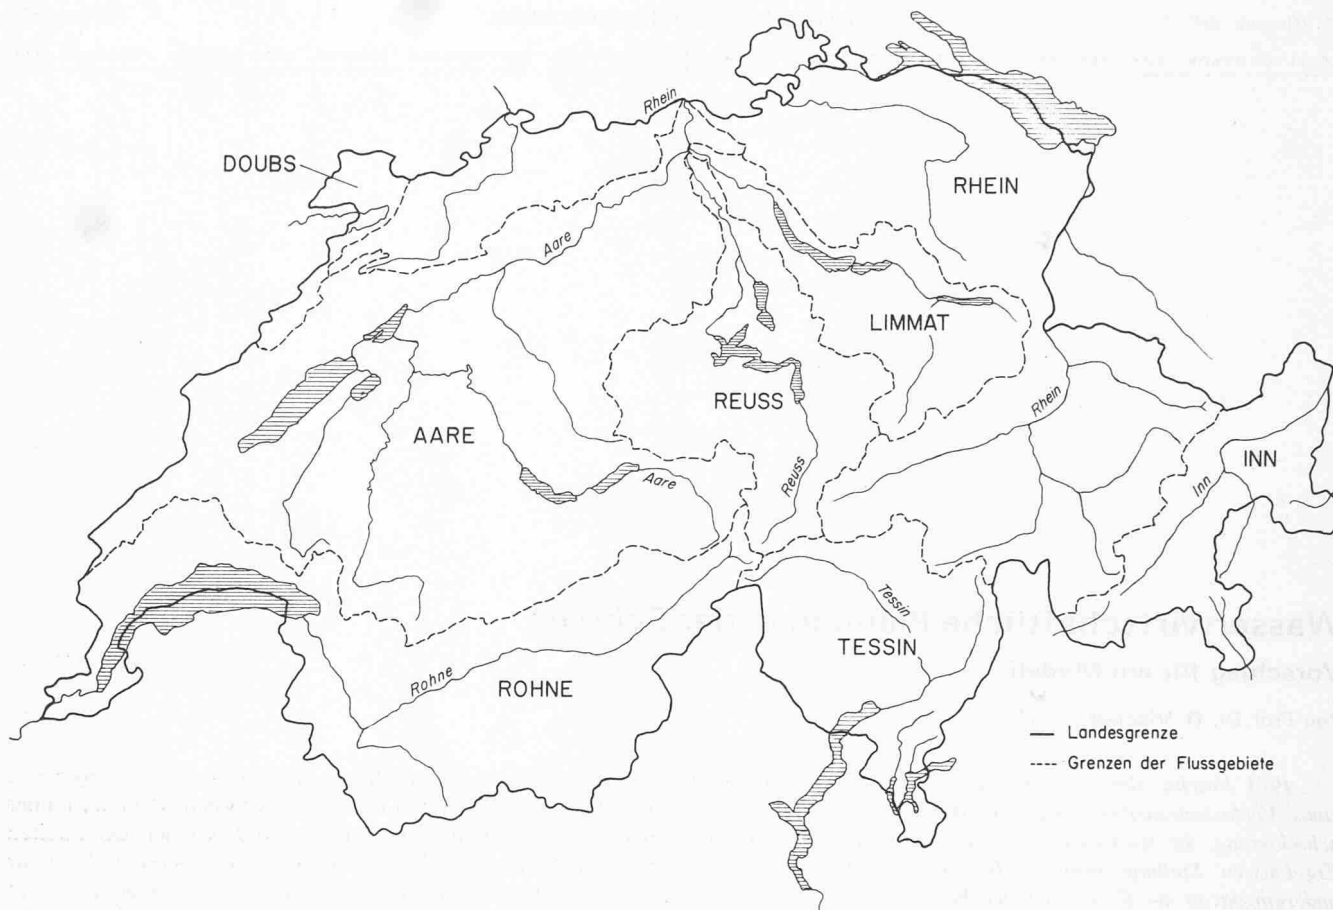 Rhein
DOUBS
RHEIN
Aare
LIMMAT
REUSS
Rhein
AARE
Aare
Reuss
INN
Inn
Tessin
TESSIN
Rohne
ROHNE
Landesgrenze
Grenzen der Flussgebiete